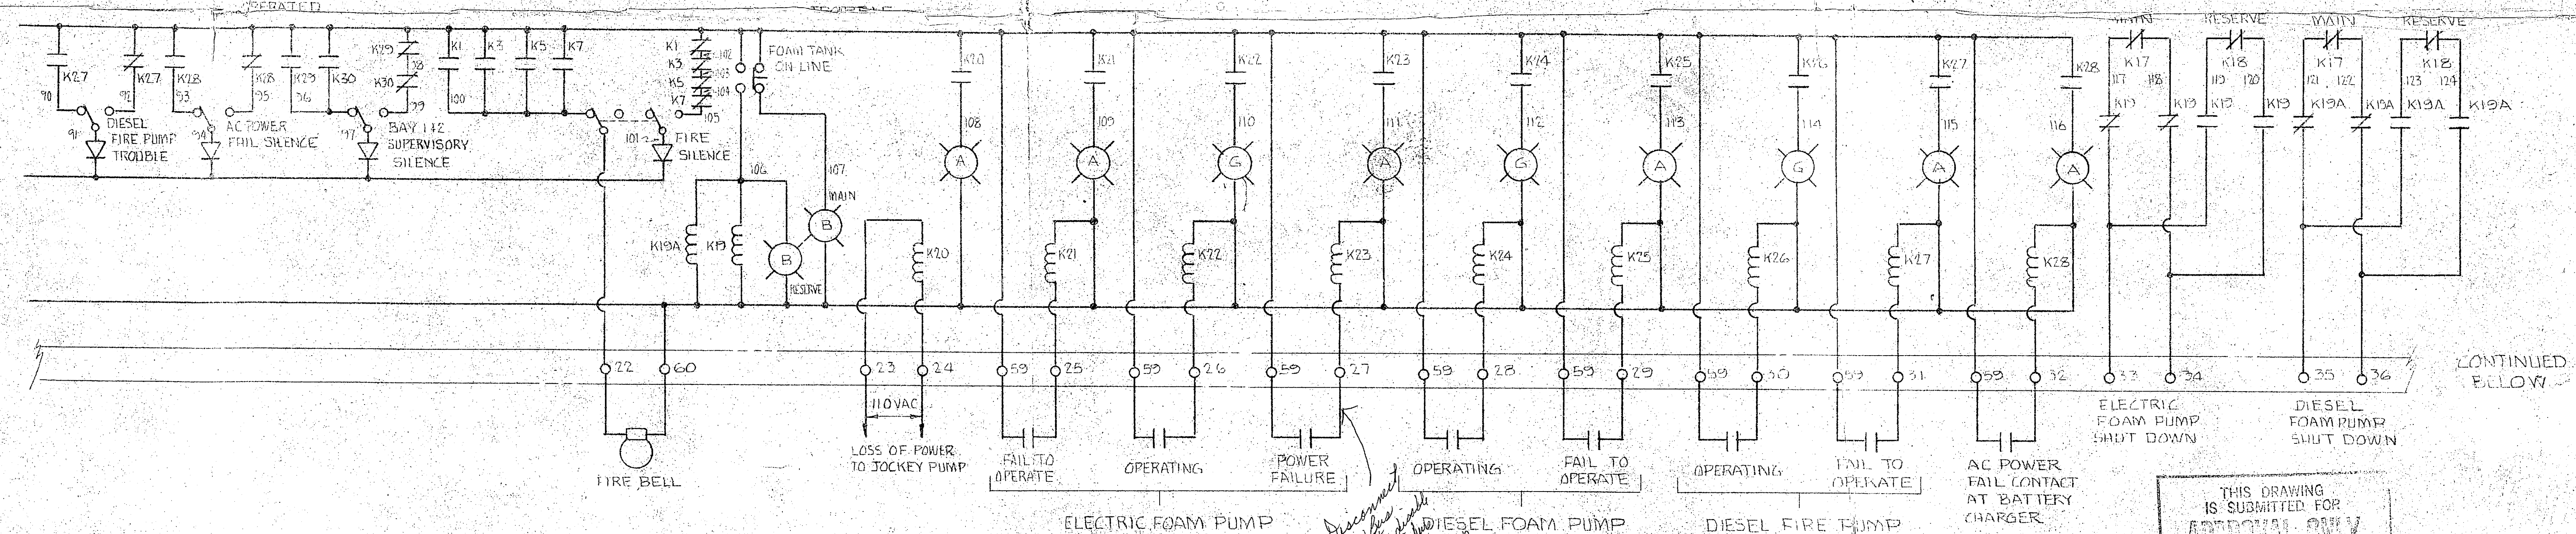 OPERATED
MAIN RESERVE MAIN RESERVE
K27 K27 K28 K28 K29 K30 K29 K30 K1 K3 K5 K7
K1 K3 K5 K7
102 103 104 105
FOAM TANK
ON LINE
K20 K21 K22 K23 K24 K25 K26 K27 K28
K17 K18 K17 K18
117 118 119 120 121 122 123 124
K19 K19 K19 K19 K19A K19A K19A K19A
90 92 93 95 96 98 99 100
91 94 97 101
DIESEL
FIRE PUMP
TROUBLE
AC POWER
FAIL SILENCE
BAY 1&2
SUPERVISORY
SILENCE
FIRE
SILENCE
108 109 110 111 112 113 114 115 116
A A G A G A G A A
106 107
MAIN
B
B
RESERVE
K19A K19 K20 K21 K22 K23 K24 K25 K26 K27 K28
22 60 23 24 59 25 59 26 59 27 59 28 59 29 59 30 59 31 59 32 33 34 35 36
CONTINUED
BELOW
110VAC
FIRE BELL
LOSS OF POWER
TO JOCKEY PUMP
FAIL TO
OPERATE
OPERATING
POWER
FAILURE
OPERATING
FAIL TO
OPERATE
OPERATING
FAIL TO
OPERATE
AC POWER
FAIL CONTACT
AT BATTERY
CHARGER
ELECTRIC
FOAM PUMP
SHUT DOWN
DIESEL
FOAM PUMP
SHUT DOWN
ELECTRIC FOAM PUMP
Disconnect
DIESEL FOAM PUMP
DIESEL FIRE PUMP
THIS DRAWING
IS SUBMITTED FOR
APPROVAL ONLY